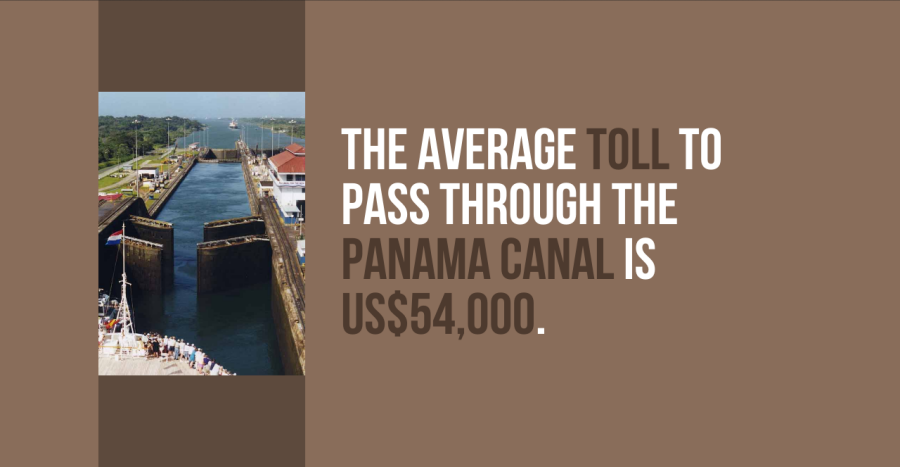 THE AVERAGE TOLL TO
PASS THROUGH THE
PANAMA CANAL IS
US$54,000.